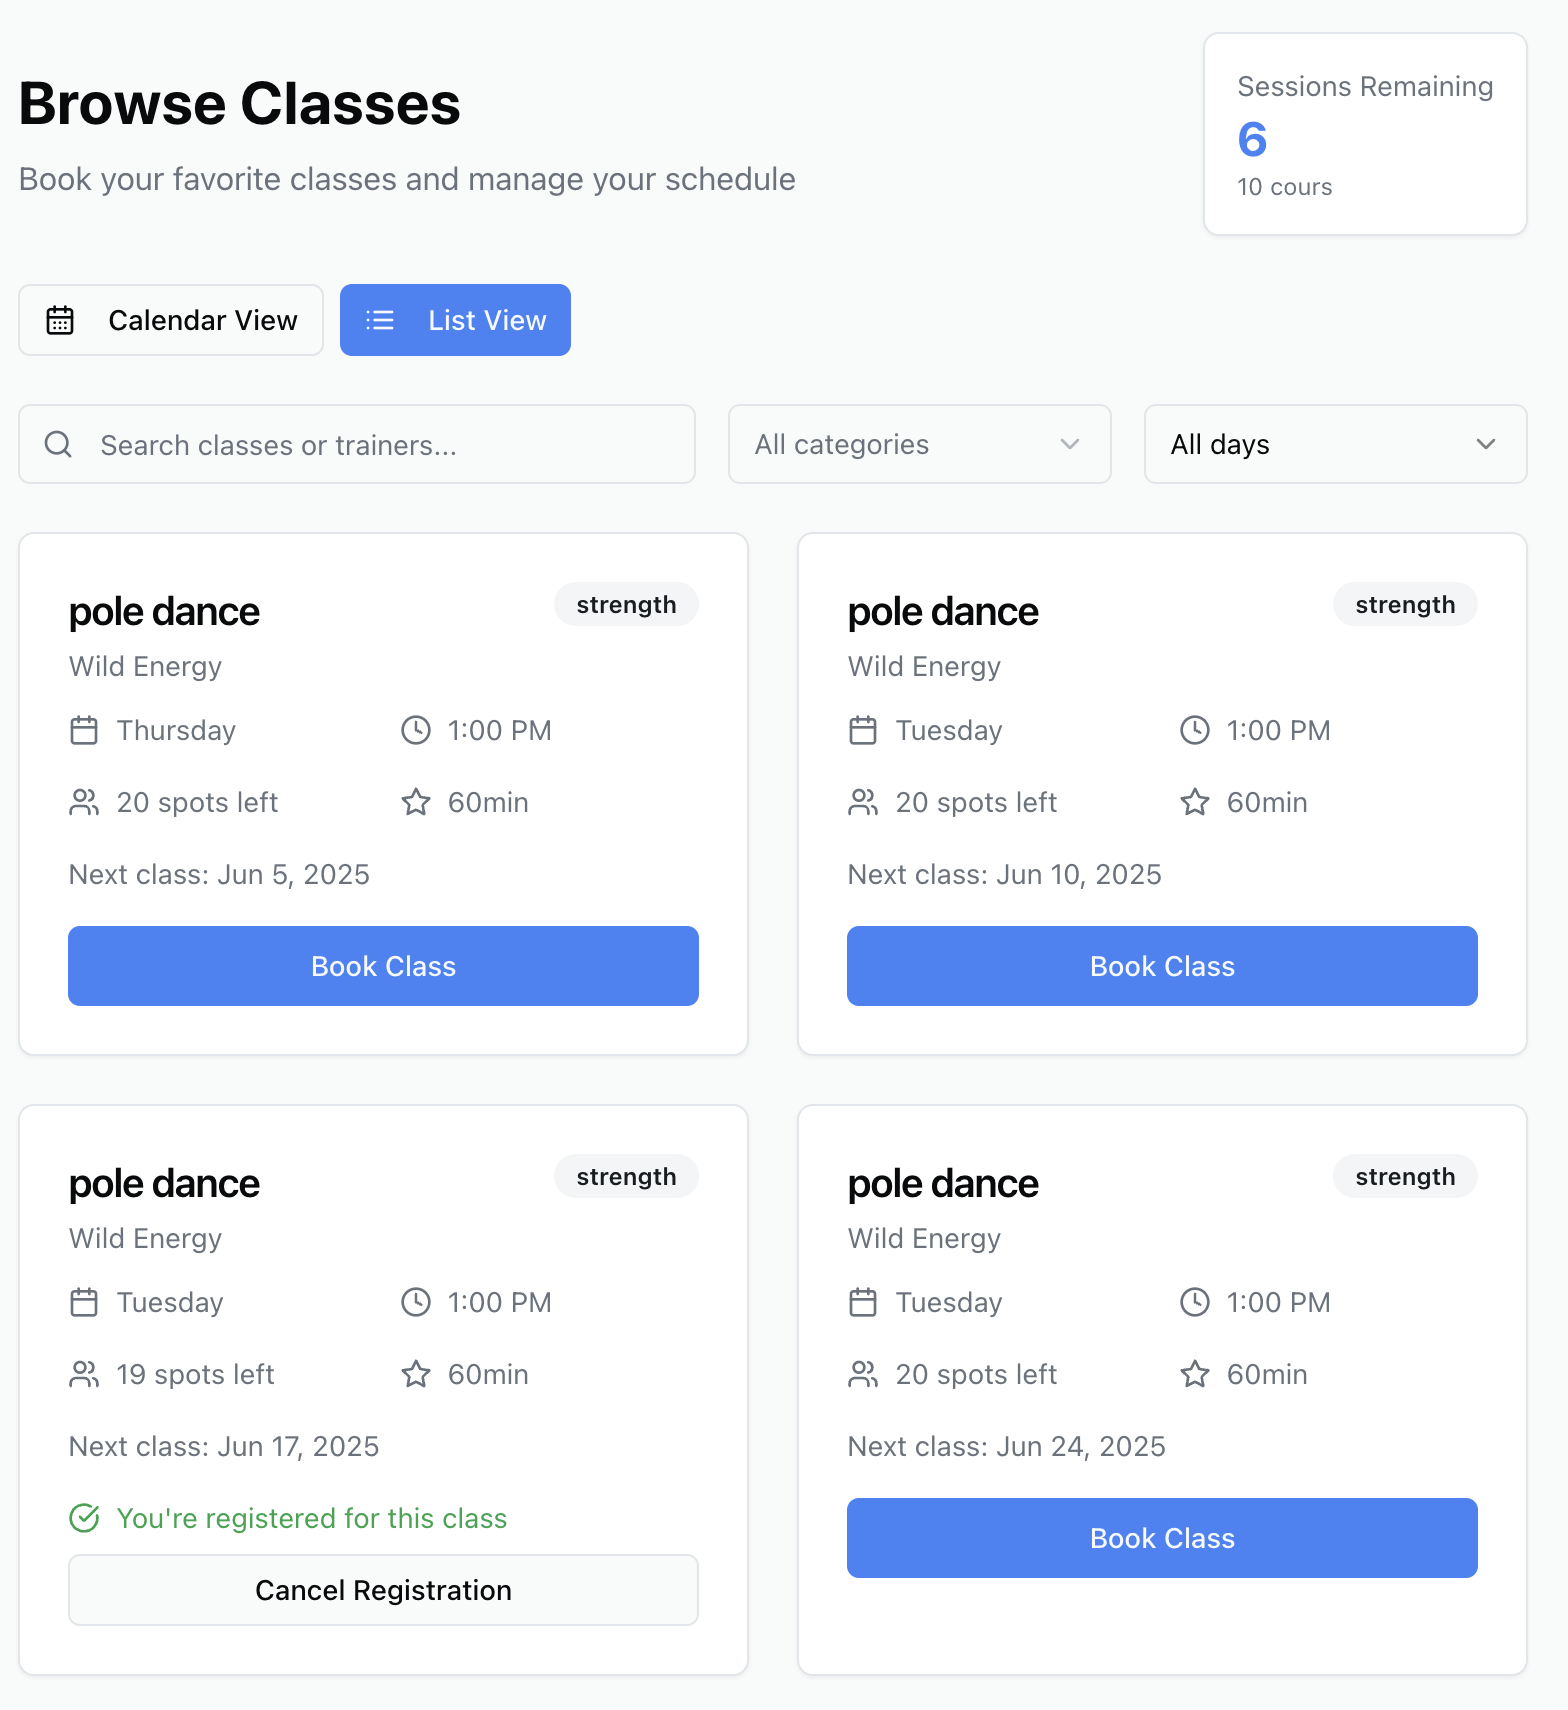 Browse Classes
Book your favorite classes and manage your schedule
Sessions Remaining
6
10 cours
Calendar View
List View
Search classes or trainers...
All categories
All days
pole dance
strength
Wild Energy
Thursday
1:00 PM
20 spots left
60min
Next class: Jun 5, 2025
Book Class
pole dance
strength
Wild Energy
Tuesday
1:00 PM
20 spots left
60min
Next class: Jun 10, 2025
Book Class
pole dance
strength
Wild Energy
Tuesday
1:00 PM
19 spots left
60min
Next class: Jun 17, 2025
You're registered for this class
Cancel Registration
pole dance
strength
Wild Energy
Tuesday
1:00 PM
20 spots left
60min
Next class: Jun 24, 2025
Book Class